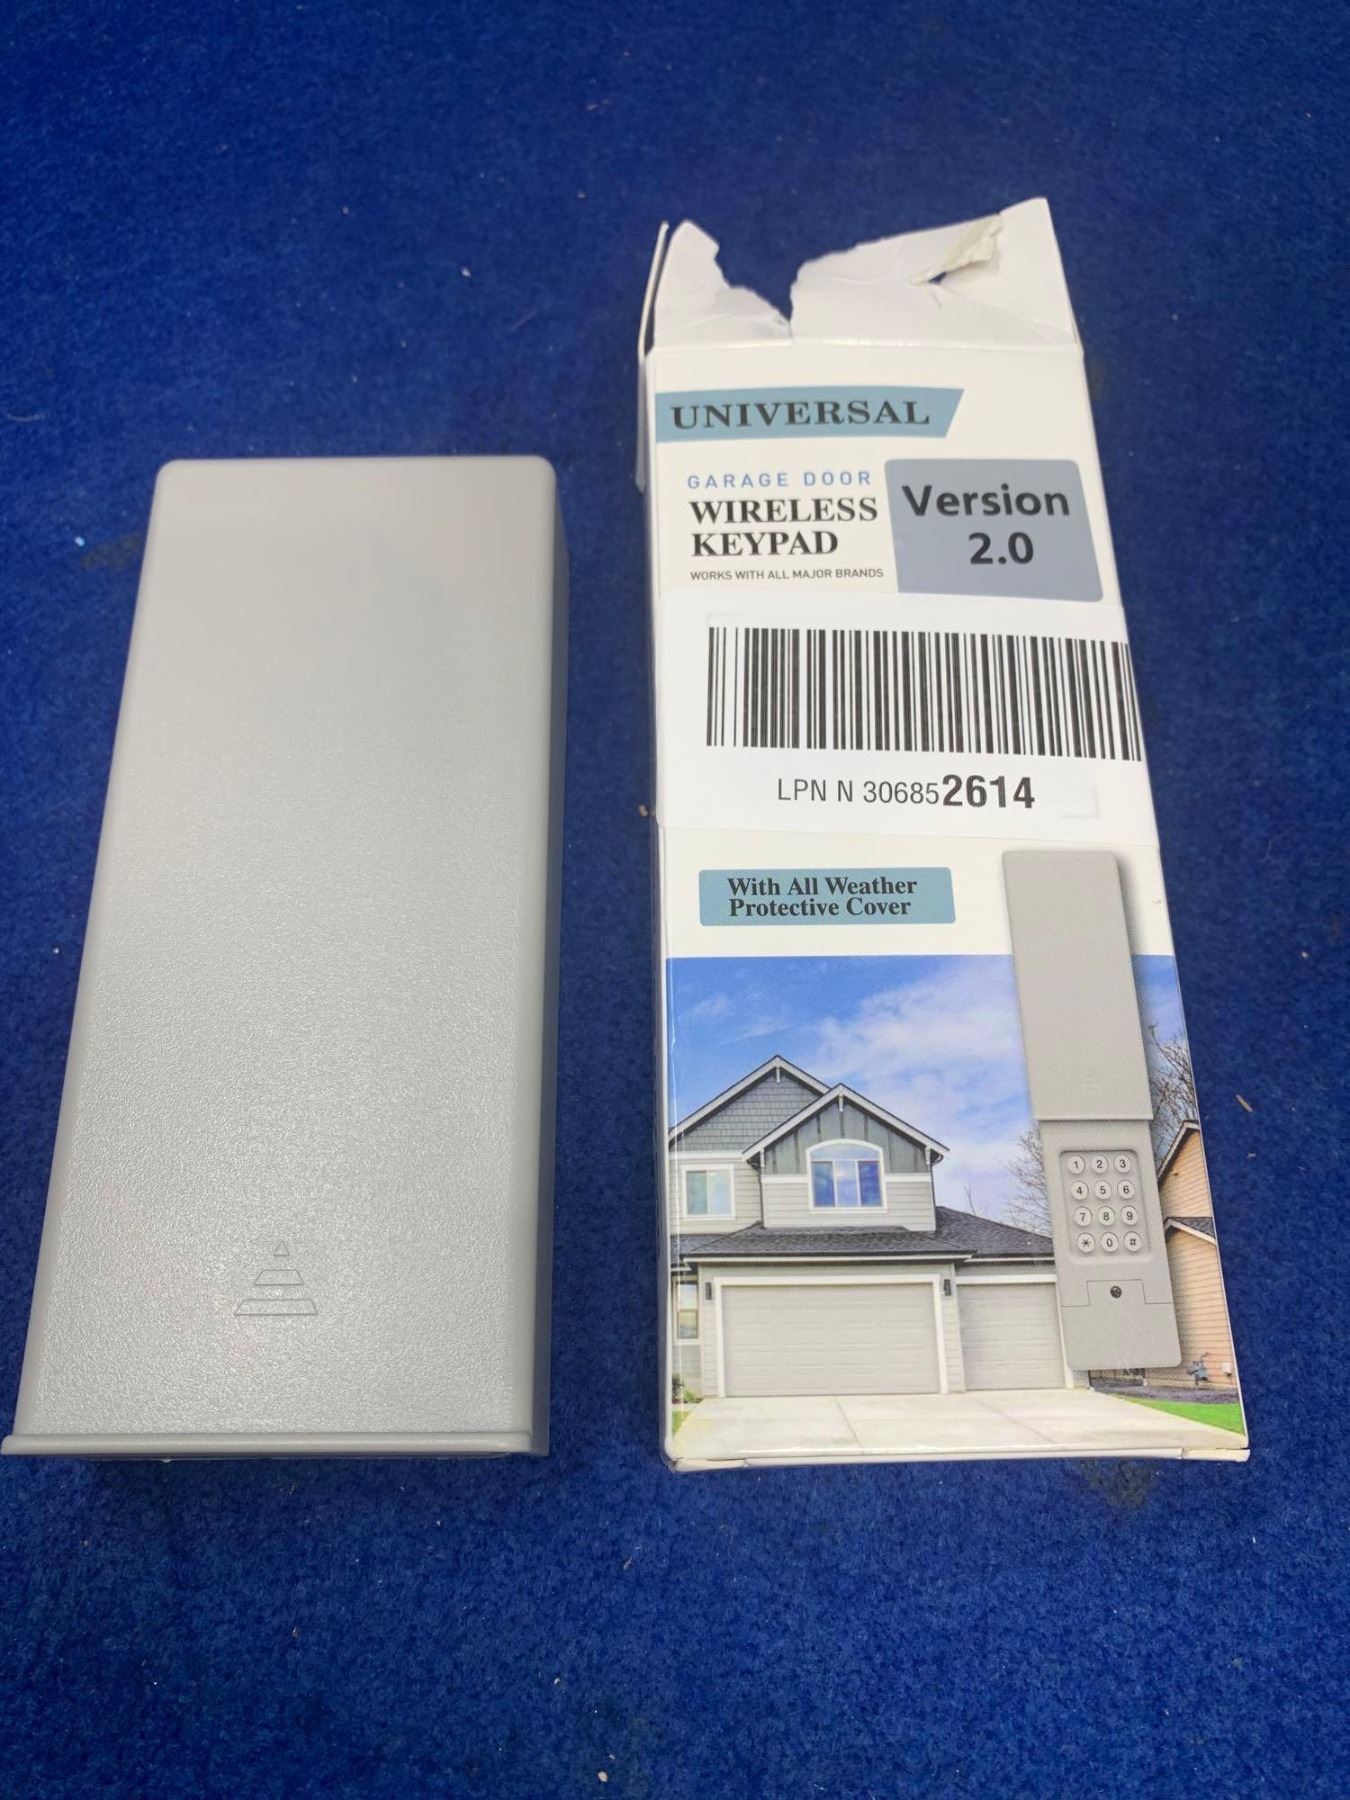 UNIVERSAL
GARAGE DOOR
WIRELESS
KEYPAD
WORKS WITH ALL MAJOR BRANDS
Version
2.0
LPN N 306852614
With All Weather
Protective Cover
1 2 3
4 5 6
7 8 9
* 0 #